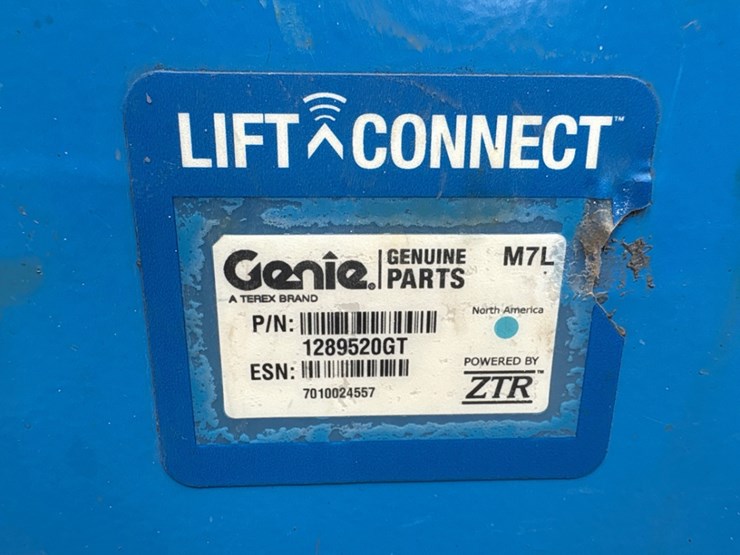 LIFT CONNECT™
Genie. GENUINE PARTS M7L
A TEREX BRAND
North America
P/N:
1289520GT
ESN:
7010024557
POWERED BY
ZTR™